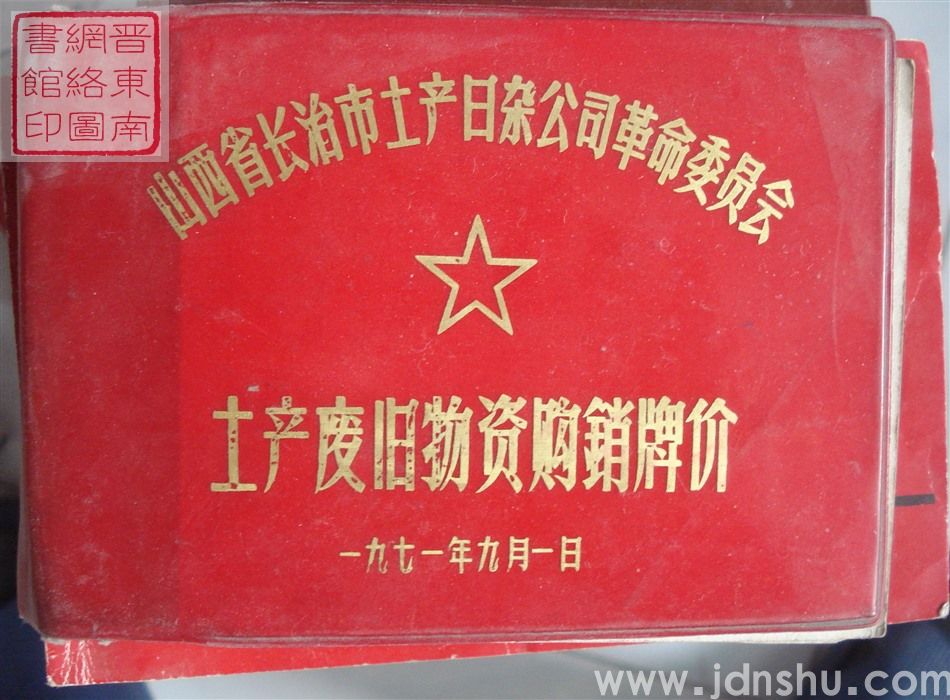 晋東南
網絡圖
書館印
山西省长治市土产日杂公司革命委员会
土产废旧物资购銷牌价
一九七一年九月一日
www.jdnshu.com